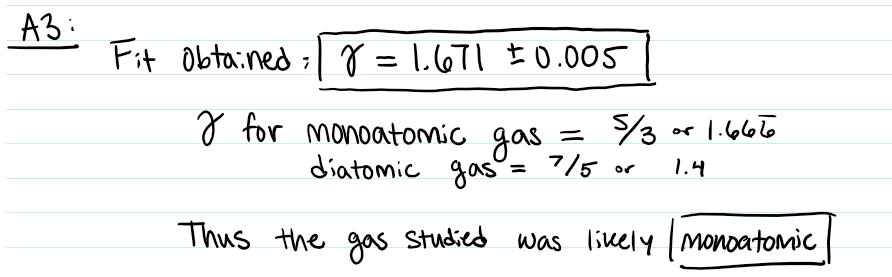 A3:
Fit obtained: γ = 1.671 ± 0.005
γ for monoatomic gas = 5/3 or 1.666̅
diatomic gas = 7/5 or 1.4
Thus the gas studied was likely monoatomic